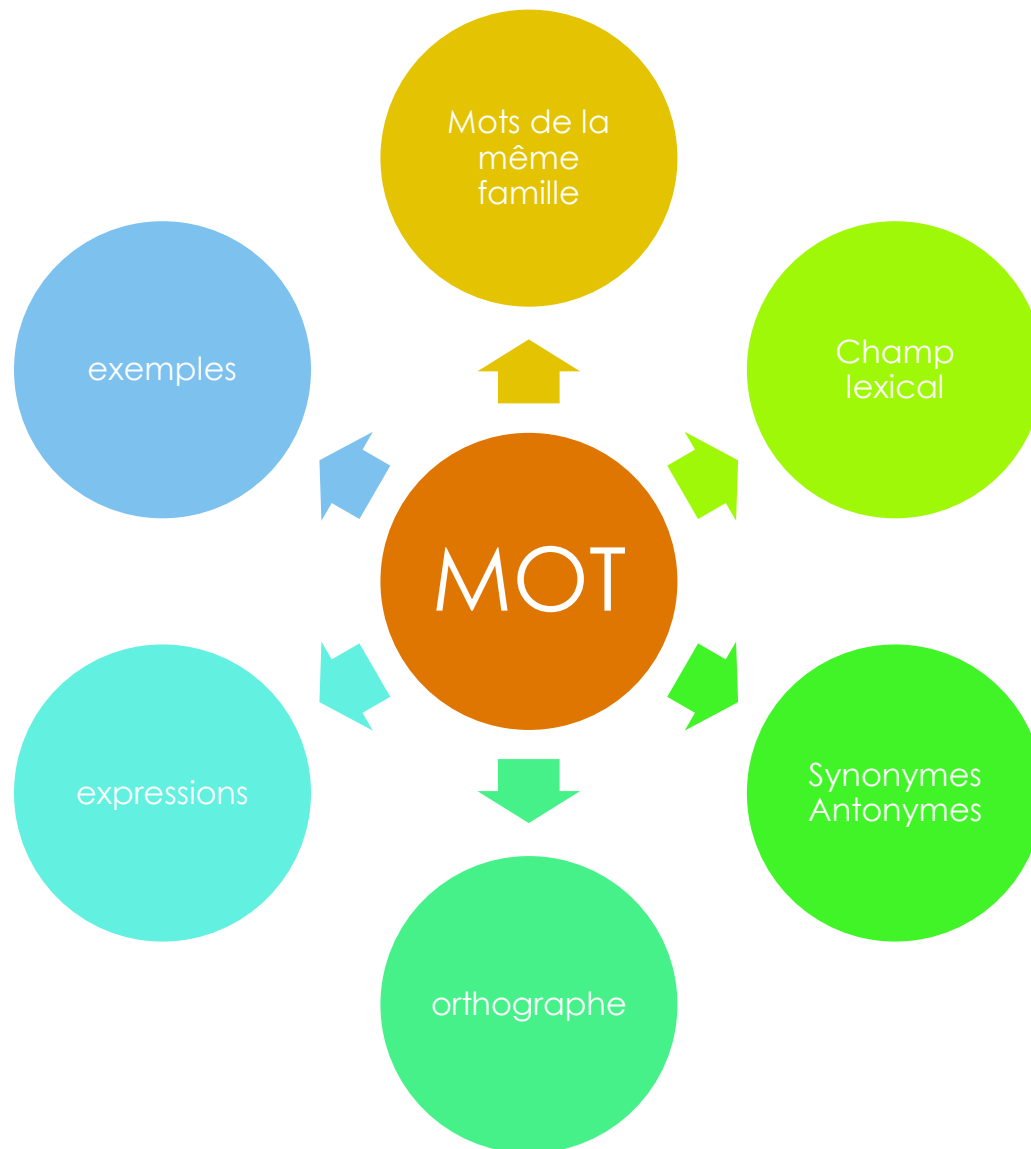 Mots de la
même
famille
exemples
Champ
lexical
MOT
expressions
Synonymes
Antonymes
orthographe